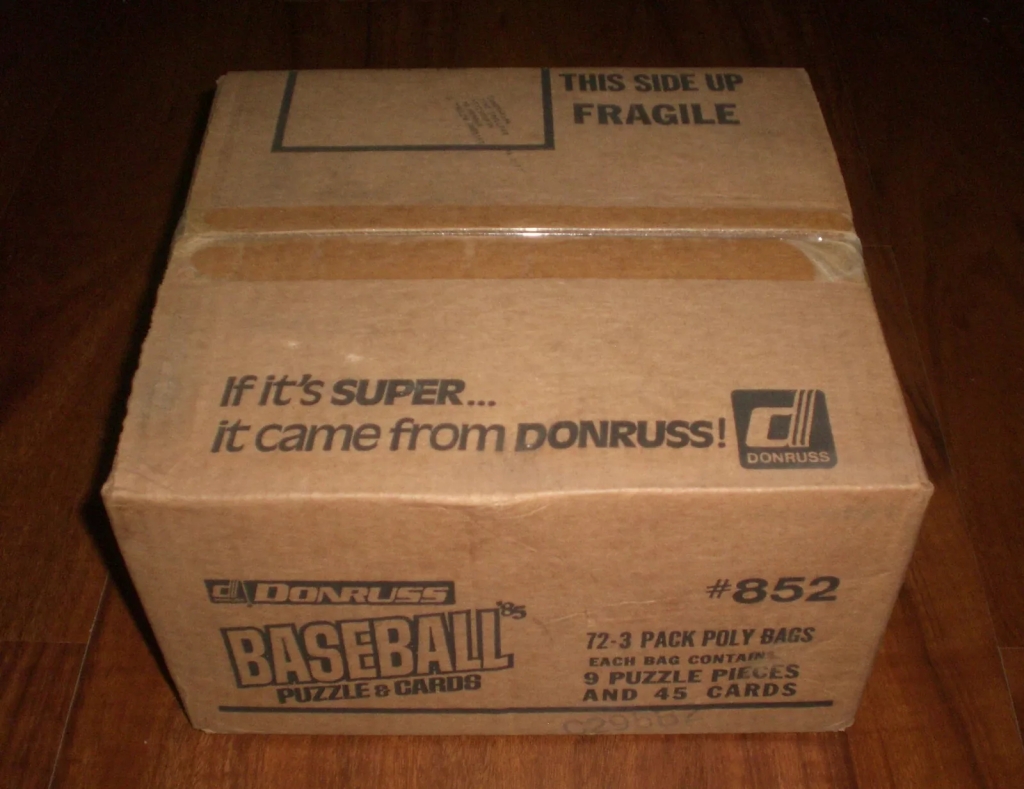 THIS SIDE UP
FRAGILE
If it's SUPER...
it came from DONRUSS!
DONRUSS
DONRUSS
BASEBALL '85
PUZZLE & CARDS
#852
72-3 PACK POLY BAGS
EACH BAG CONTAINS
9 PUZZLE PIECES
AND 45 CARDS